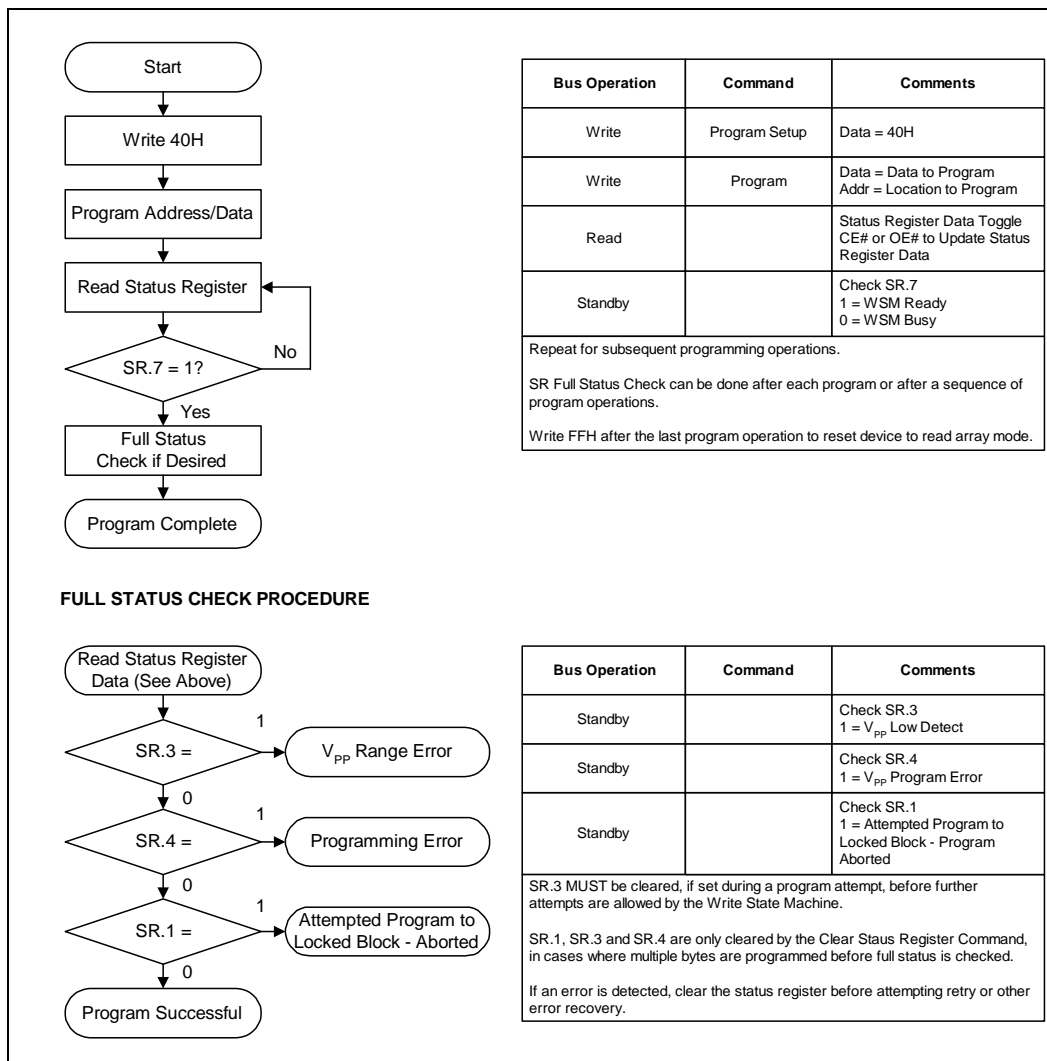 Start
Write 40H
Program Address/Data
Read Status Register
SR.7 = 1?
No
Yes
Full Status
Check if Desired
Program Complete
Bus Operation Command Comments
Write Program Setup Data = 40H
Write Program Data = Data to Program
Addr = Location to Program
Read Status Register Data Toggle
CE# or OE# to Update Status
Register Data
Standby Check SR.7
1 = WSM Ready
0 = WSM Busy
Repeat for subsequent programming operations.
SR Full Status Check can be done after each program or after a sequence of
program operations.
Write FFH after the last program operation to reset device to read array mode.
FULL STATUS CHECK PROCEDURE
Read Status Register
Data (See Above)
SR.3 =
1
VPP Range Error
0
SR.4 =
1
Programming Error
0
SR.1 =
1
Attempted Program to
Locked Block - Aborted
0
Program Successful
Bus Operation Command Comments
Standby Check SR.3
1 = VPP Low Detect
Standby Check SR.4
1 = VPP Program Error
Standby Check SR.1
1 = Attempted Program to
Locked Block - Program
Aborted
SR.3 MUST be cleared, if set during a program attempt, before further
attempts are allowed by the Write State Machine.
SR.1, SR.3 and SR.4 are only cleared by the Clear Staus Register Command,
in cases where multiple bytes are programmed before full status is checked.
If an error is detected, clear the status register before attempting retry or other
error recovery.